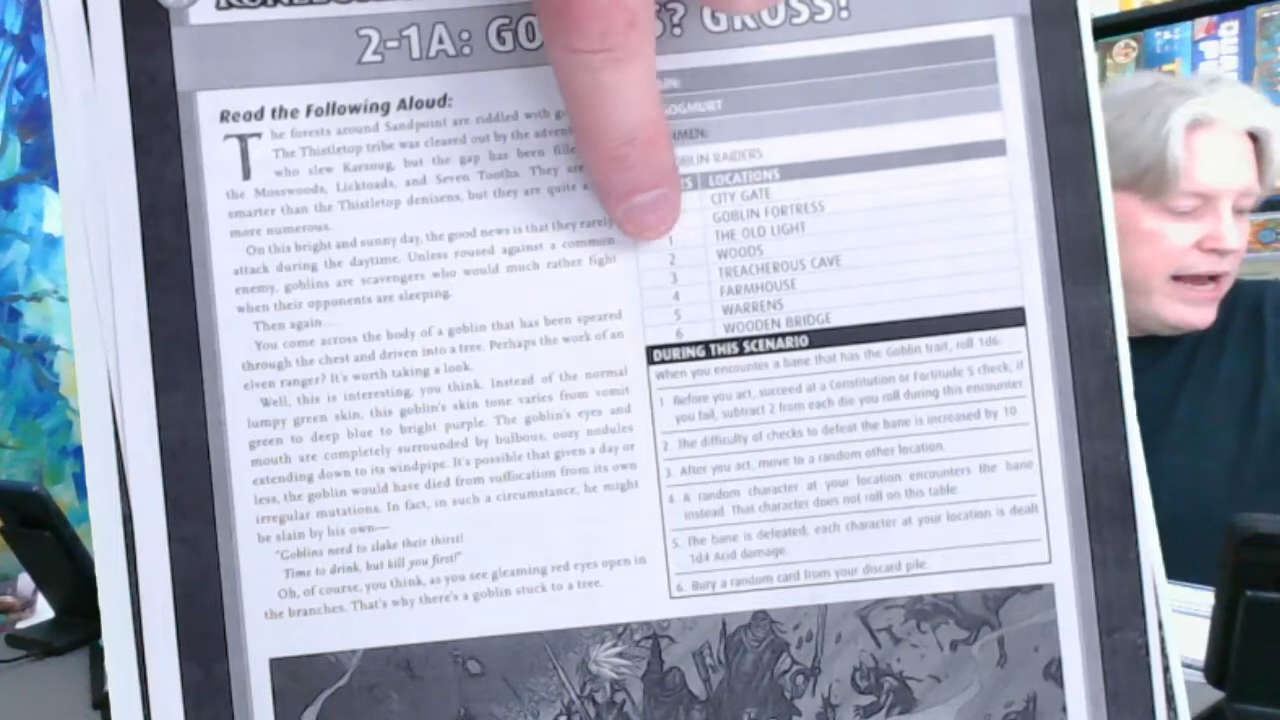 2-1A: GO S? GROSS!
Read the Following Aloud:
The forests around Sandpoint are riddled with
The Thistletop tribe was cleared out by the
who slew Karzoug, but the gap has been
the Mosswoods, Licktoads, and Seven Tooths. They are
smarter than the Thistletop denizens, but they are quite
more numerous.
On this bright and sunny day, the good news is that they rarely
attack during the daytime. Unless roused against a common
enemy, goblins are scavengers who would much rather fight
when their opponents are sleeping.
Then again...
You come across the body of a goblin that has been speared
through the chest and driven into a tree. Perhaps the work of an
elven ranger? It's worth taking a look.
Well, this is interesting, you think. Instead of the normal
lumpy green skin, this goblin's skin tone varies from vomit
green to deep blue to bright purple. The goblin's eyes and
mouth are completely surrounded by bulbous, oozy nodules
extending down to its windpipe. It's possible that given a day or
less, the goblin would have died from suffocation from its own
irregular mutations. In fact, in such a circumstance, he might
be slain by his own—
"Goblins need to slake their thirst!
Time to drink, but kill you first!"
Oh, of course, you think, as you see gleaming red eyes open in
the branches. That's why there's a goblin stuck to a tree.
GOGMURT
HMEN:
BLIN RAIDERS
LOCATIONS
CITY GATE
GOBLIN FORTRESS
1 THE OLD LIGHT
2 WOODS
3 TREACHEROUS CAVE
4 FARMHOUSE
5 WARRENS
6 WOODEN BRIDGE
DURING THIS SCENARIO
When you encounter a bane that has the Goblin trait, roll 1d6:
1 Before you act, succeed at a Constitution or Fortitude 5 check; if
you fail, subtract 2 from each die you roll during this encounter.
2. The difficulty of checks to defeat the bane is increased by 10.
3. After you act, move to a random other location.
4. A random character at your location encounters the bane
instead. That character does not roll on this table.
5. The bane is defeated; each character at your location is dealt
1d4 Acid damage.
6. Bury a random card from your discard pile.